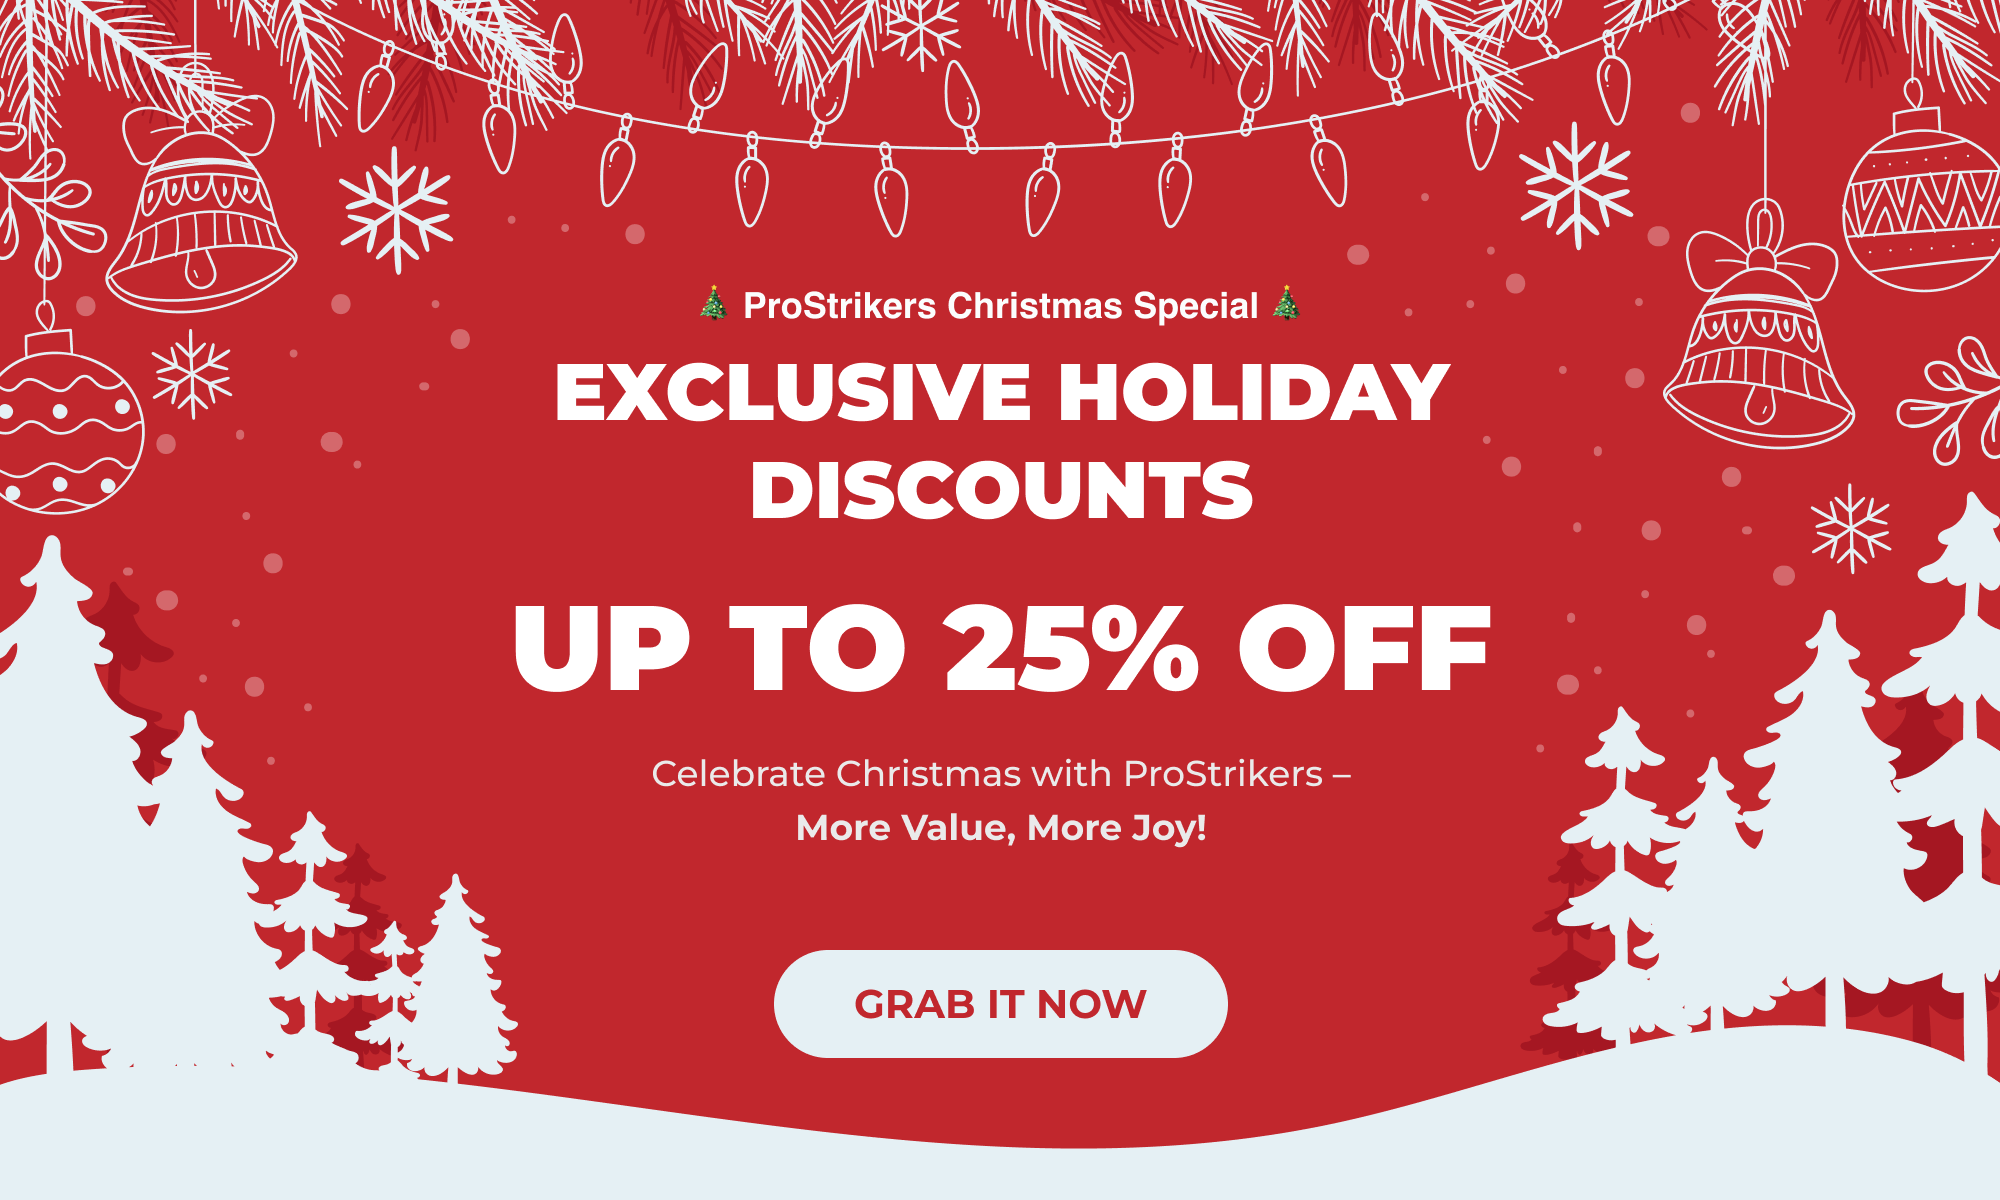 🎄 ProStrikers Christmas Special 🎄
EXCLUSIVE HOLIDAY
DISCOUNTS
UP TO 25% OFF
Celebrate Christmas with ProStrikers –
More Value, More Joy!
GRAB IT NOW